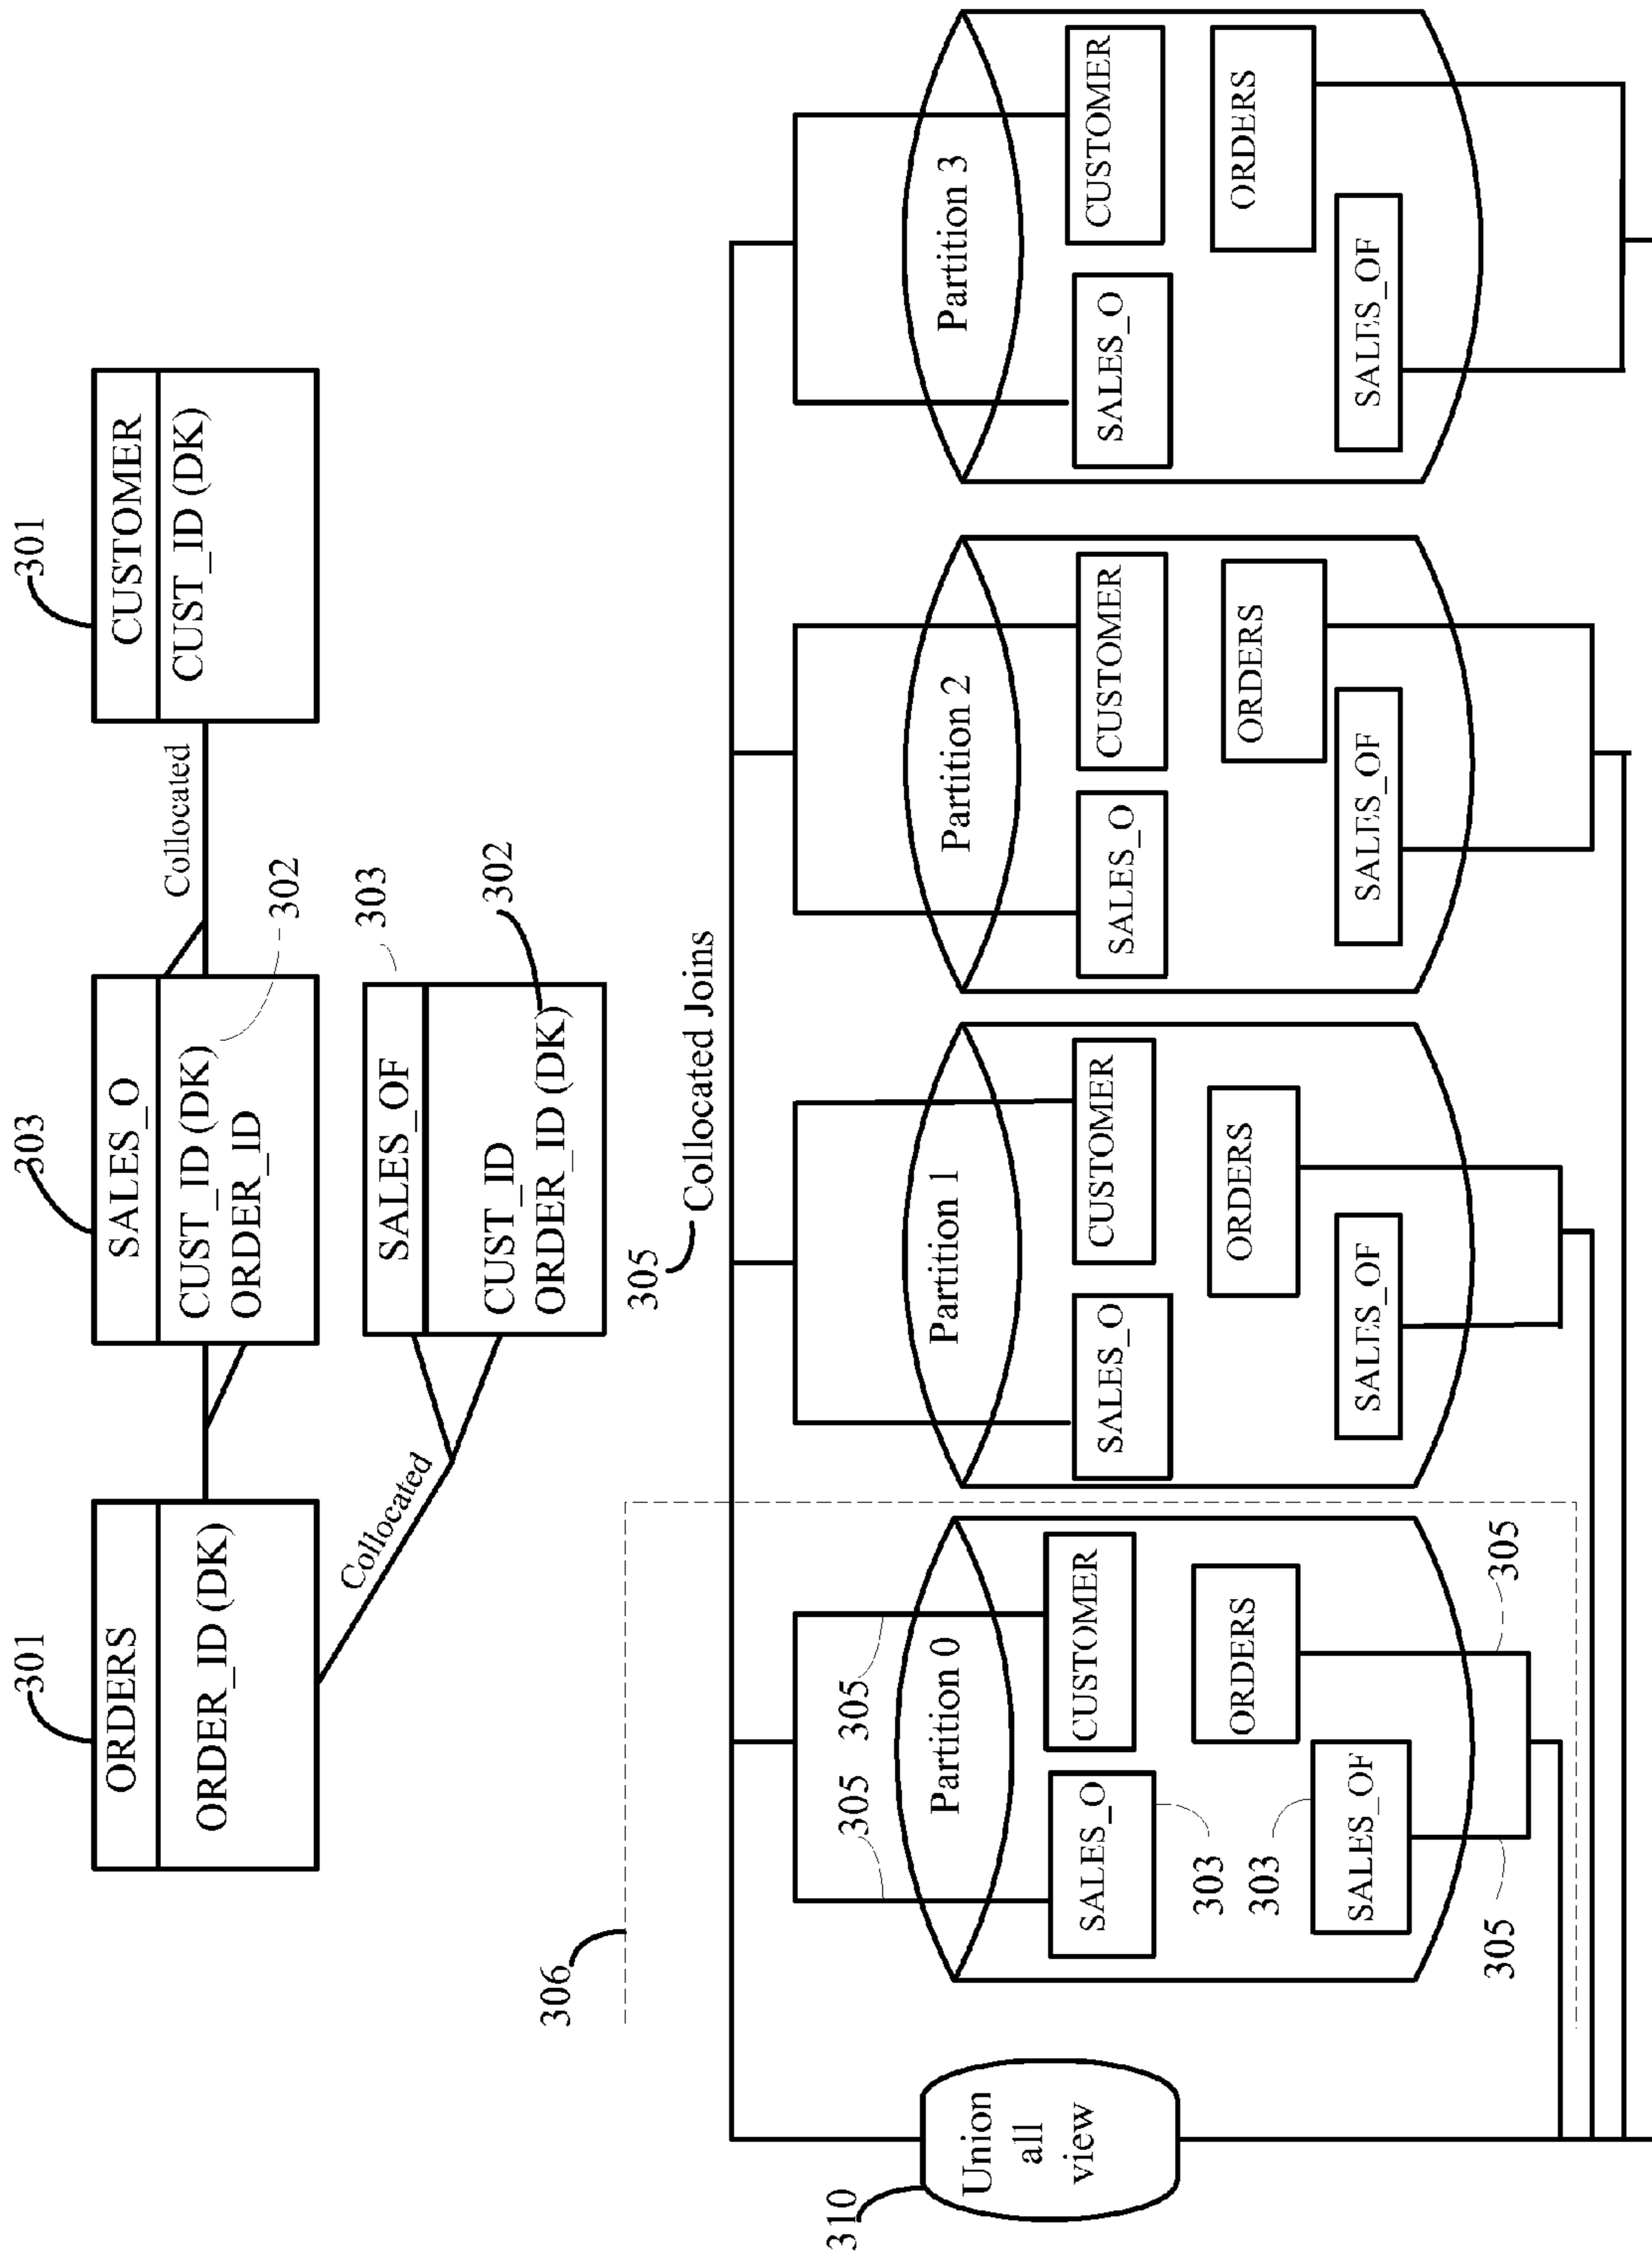 301
303
301
ORDERS
ORDER_ID (DK)
SALES_O
CUST_ID (DK)
ORDER_ID
Collocated
CUSTOMER
CUST_ID (DK)
302
303
Collocated
SALES_OF
CUST_ID
ORDER_ID (DK)
302
306
305
Collocated Joins
310
Union
all
view
305
305
Partition 0
SALES_O
CUSTOMER
303
303
ORDERS
SALES_OF
305
305
Partition 1
SALES_O
CUSTOMER
ORDERS
SALES_OF
Partition 2
SALES_O
CUSTOMER
ORDERS
SALES_OF
Partition 3
SALES_O
CUSTOMER
ORDERS
SALES_OF